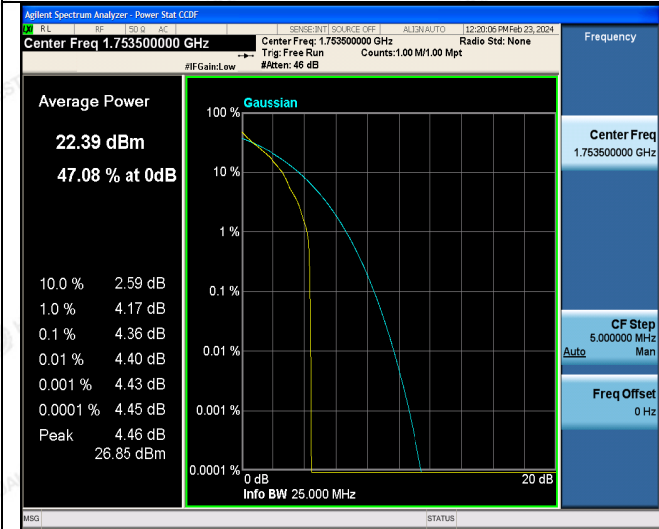 Agilent Spectrum Analyzer - Power Stat CCDF
LXI RL RF 50 Ω AC SENSE:INT SOURCE OFF ALIGNAUTO 12:20:06 PM Feb 23, 2024
Center Freq 1.753500000 GHz
Center Freq: 1.753500000 GHz Radio Std: None
Trig: Free Run Counts:1.00 M/1.00 Mpt
#IFGain:Low #Atten: 46 dB
Frequency
Average Power
22.39 dBm
47.08 % at 0dB
10.0 % 2.59 dB
1.0 % 4.17 dB
0.1 % 4.36 dB
0.01 % 4.40 dB
0.001 % 4.43 dB
0.0001 % 4.45 dB
Peak 4.46 dB
26.85 dBm
Gaussian
100 %
10 %
1 %
0.1 %
0.01 %
0.001 %
0.0001 %
0 dB 20 dB
Info BW 25.000 MHz
Center Freq
1.753500000 GHz
CF Step
5.000000 MHz
Auto Man
Freq Offset
0 Hz
MSG STATUS